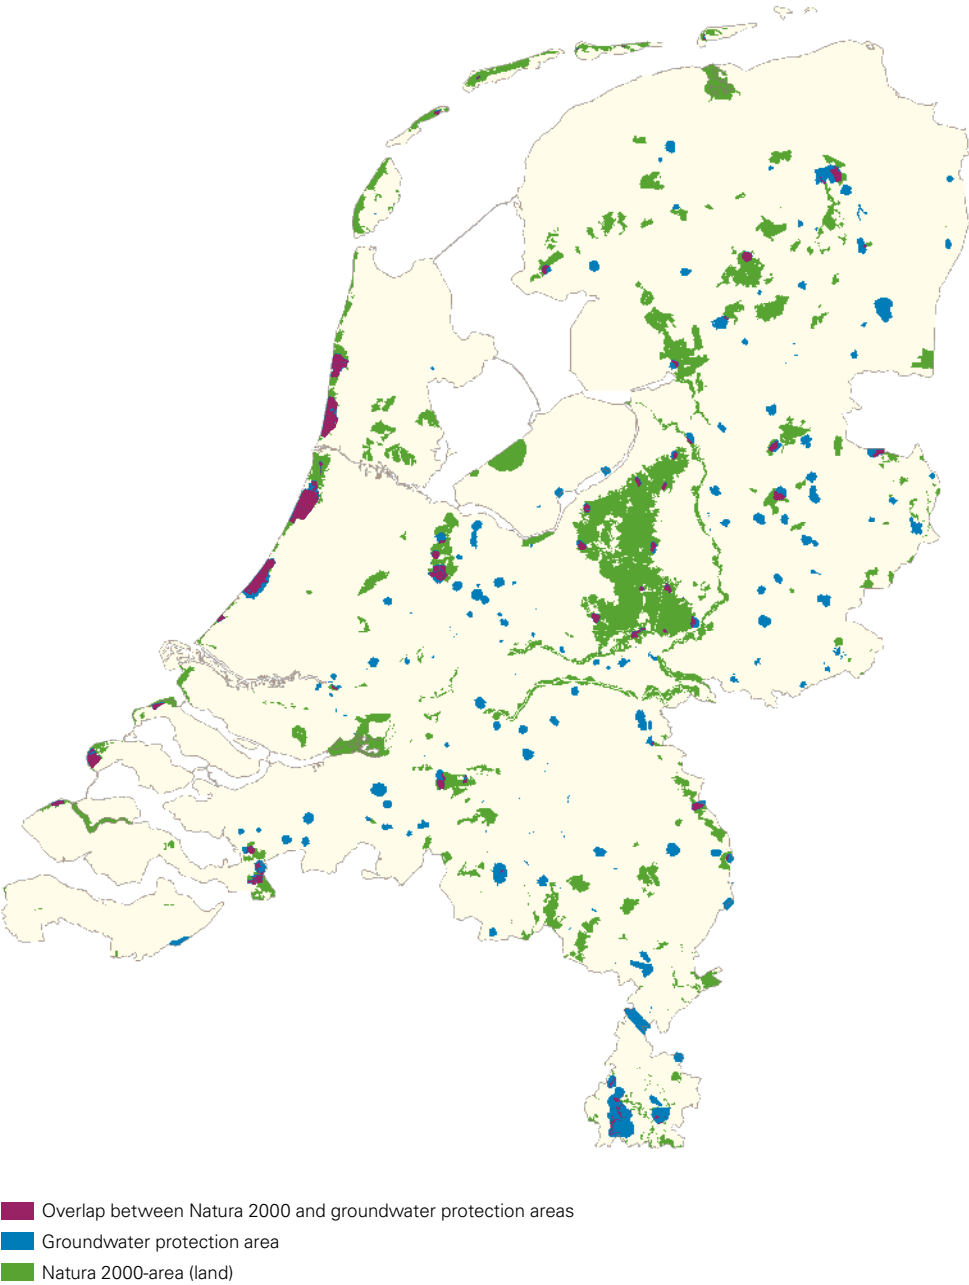 Overlap between Natura 2000 and groundwater protection areas
Groundwater protection area
Natura 2000-area (land)